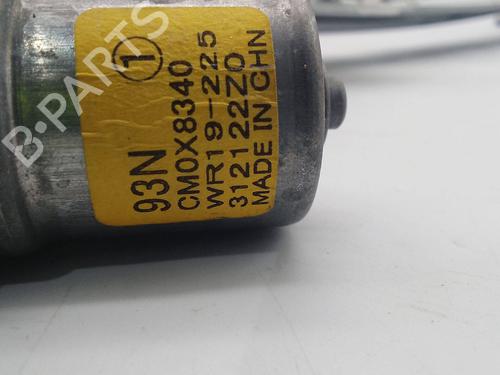 B-PARTS
1
93N
CM0X8340
WR19-225
312122Z0
MADE IN CHN